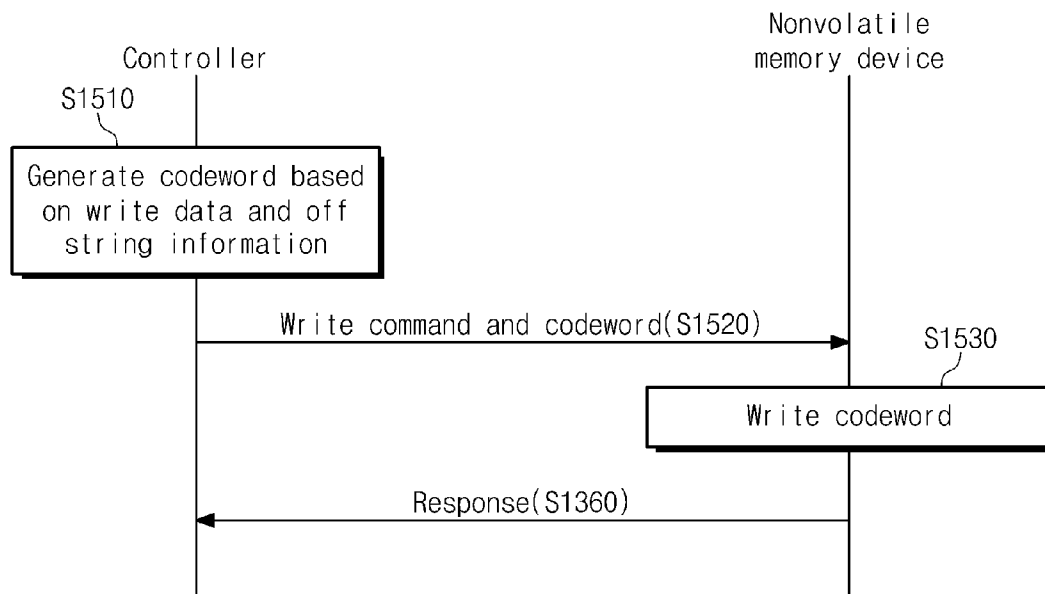 Nonvolatile
memory device
Controller
S1510
Generate codeword based
on write data and off
string information
Write command and codeword(S1520)
S1530
Write codeword
Response(S1360)